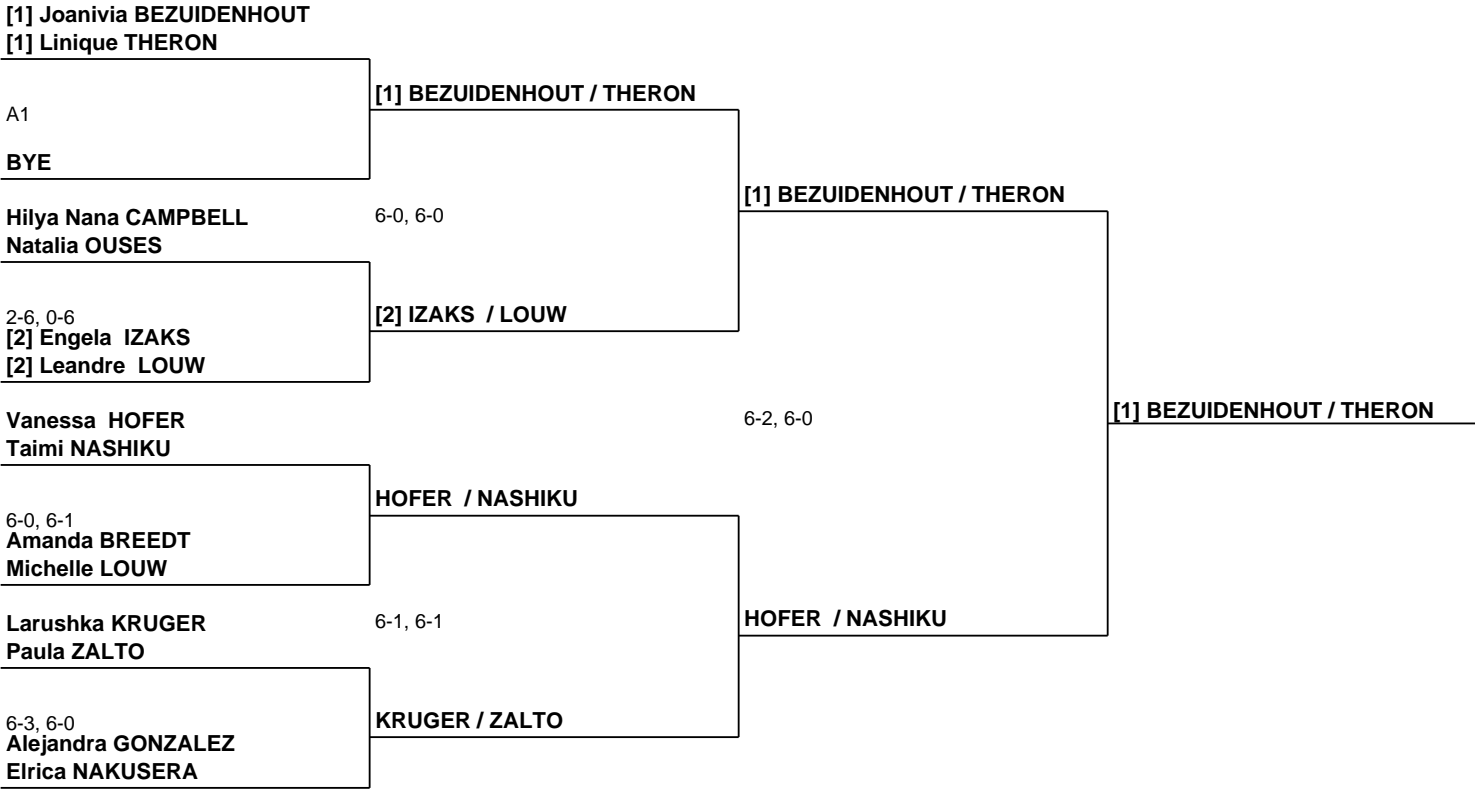 [1] Joanivia BEZUIDENHOUT
[1] Linique THERON
A1
BYE
Hilya Nana CAMPBELL
Natalia OUSES
2-6, 0-6
[2] Engela  IZAKS
[2] Leandre  LOUW
Vanessa  HOFER
Taimi NASHIKU
6-0, 6-1
Amanda BREEDT
Michelle LOUW
Larushka KRUGER
Paula ZALTO
6-3, 6-0
Alejandra GONZALEZ
Elrica NAKUSERA
[1] BEZUIDENHOUT / THERON
6-0, 6-0
[2] IZAKS  / LOUW
HOFER  / NASHIKU
6-1, 6-1
KRUGER / ZALTO
[1] BEZUIDENHOUT / THERON
6-2, 6-0
HOFER  / NASHIKU
[1] BEZUIDENHOUT / THERON